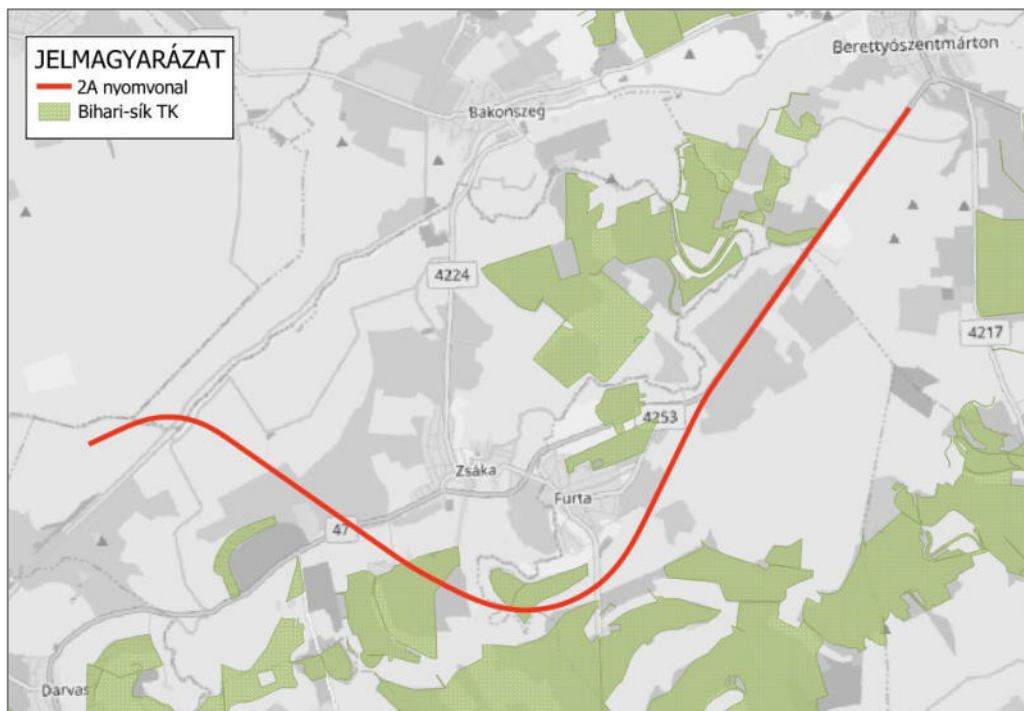 JELMAGYARÁZAT
2A nyomvonal
Bihari-sík TK
Berettyószentmárton
Bakonszeg
4224
4217
4253
Zsáka
Furta
47
Darvas